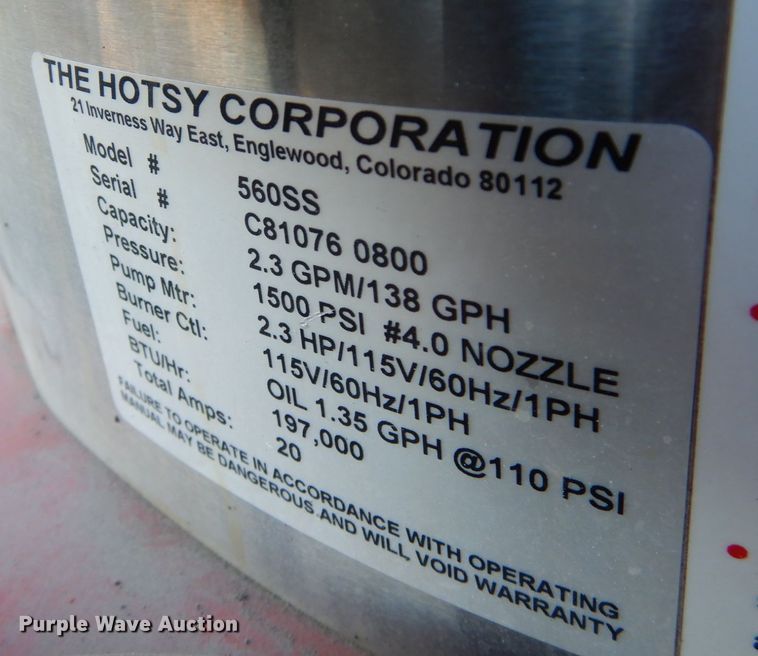 THE HOTSY CORPORATION
21 Inverness Way East, Englewood, Colorado 80112
Model # 560SS
Serial # C81076 0800
Capacity: 2.3 GPM/138 GPH
Pressure: 1500 PSI #4.0 NOZZLE
Pump Mtr: 2.3 HP/115V/60Hz/1PH
Burner Ctl: 115V/60Hz/1PH
Fuel: OIL 1.35 GPH @110 PSI
BTU/Hr: 197,000
Total Amps: 20
FAILURE TO OPERATE IN ACCORDANCE WITH OPERATING
MANUAL MAY BE DANGEROUS AND WILL VOID WARRANTY
Purple Wave Auction